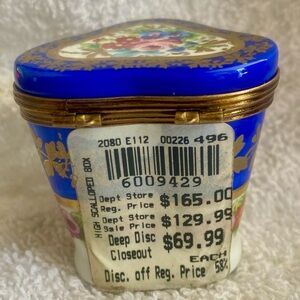 2080 E112 00226 496
6009429
HIGH SCALLOPED BOX
Dept Store
Reg. Price $165.00
Dept Store
Sale Price $129.99
Deep Disc
Closeout $69.99
EACH
Disc. off Reg. Price 58%